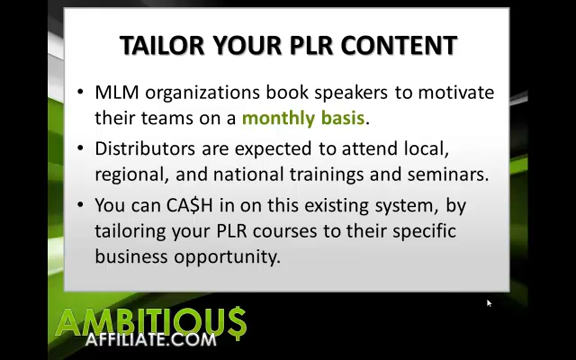 TAILOR YOUR PLR CONTENT
• MLM organizations book speakers to motivate
their teams on a monthly basis.
• Distributors are expected to attend local,
regional, and national trainings and seminars.
• You can CA$H in on this existing system, by
tailoring your PLR courses to their specific
business opportunity.
AMBITIOU$
AFFILIATE.COM